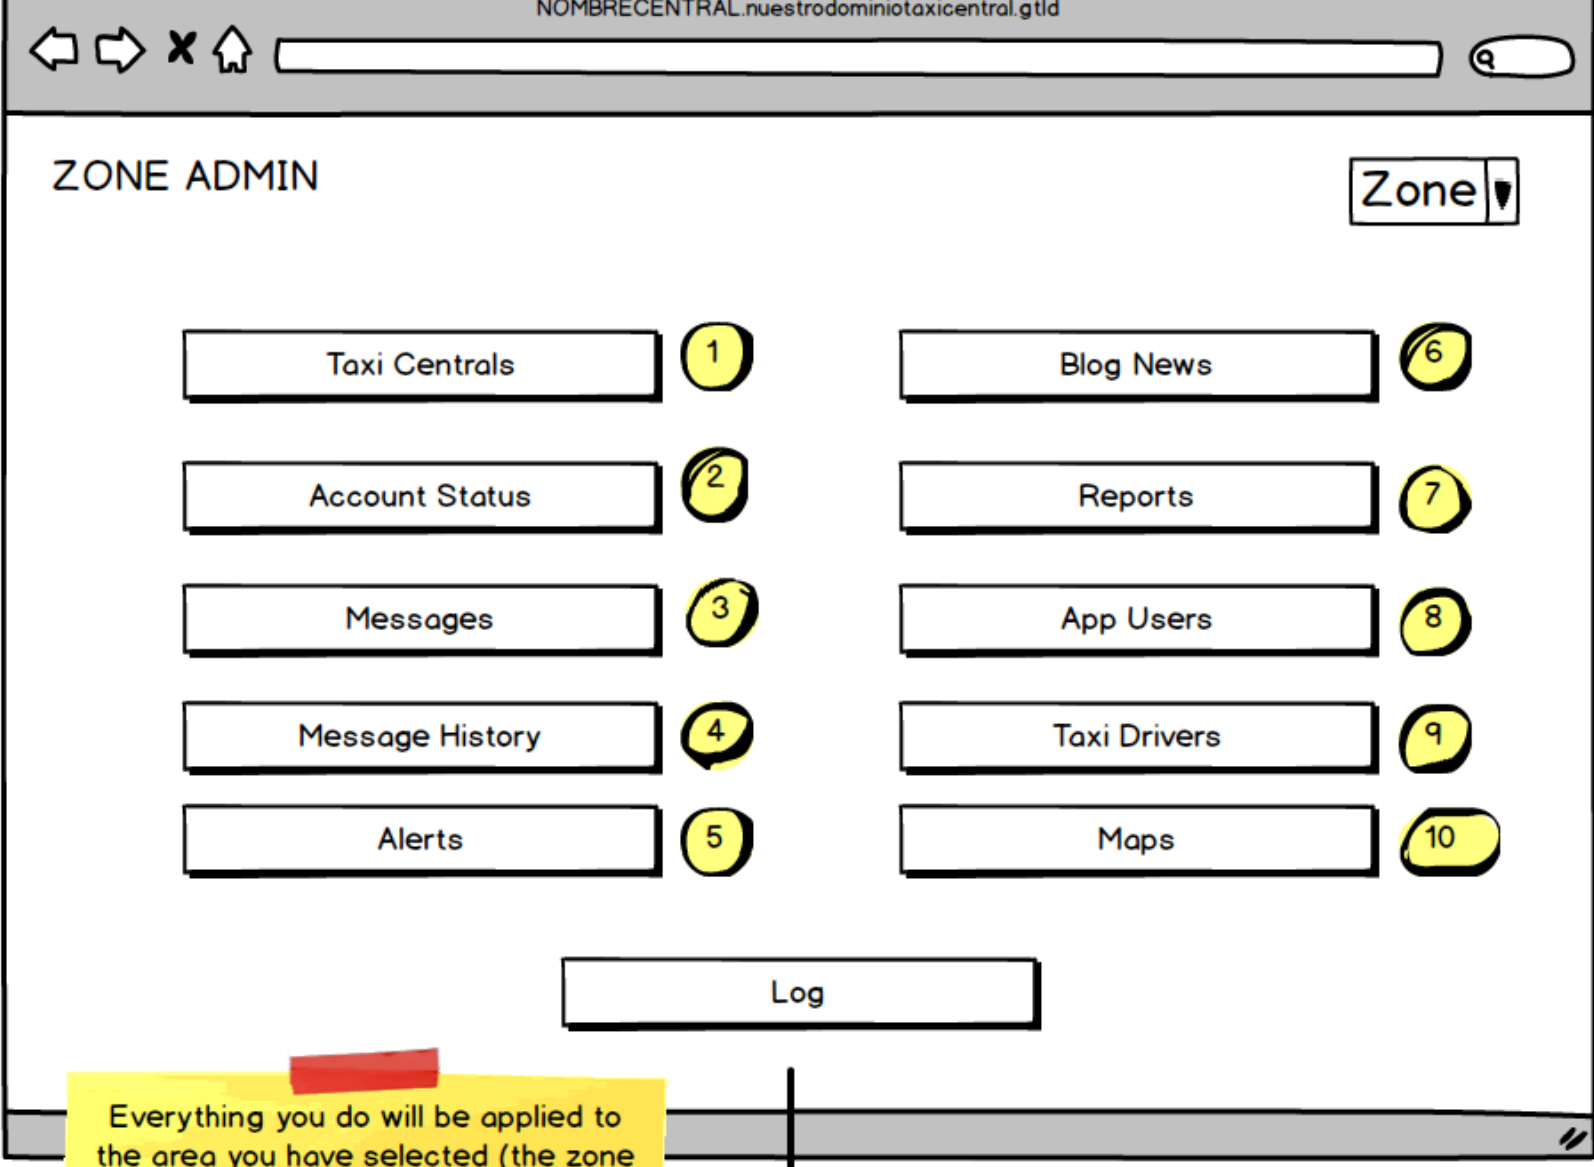 NOMBRECENTRAL.nuestrodominiotaxicentral.gtld
ZONE ADMIN
Zone
Taxi Centrals
1
Blog News
6
Account Status
2
Reports
7
Messages
3
App Users
8
Message History
4
Taxi Drivers
9
Alerts
5
Maps
10
Log
Everything you do will be applied to
the area you have selected (the zone